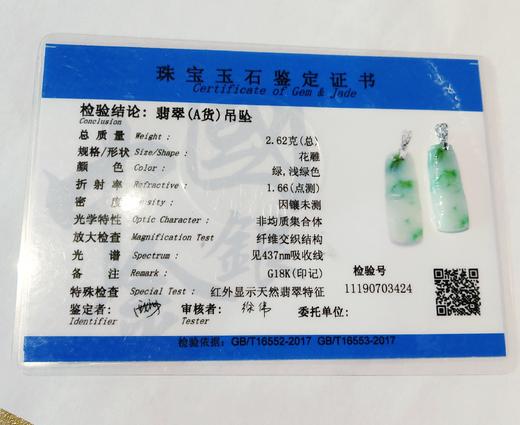 珠宝玉石鉴定证书
Certificate of Gem & Jade
检验结论: 翡翠(A货)吊坠
Conclusion
总质量 Weight: 2.62克(总)
规格/形状 Size/Shape: 花雕
颜色 Color: 绿,浅绿色
折射率 Refractive: 1.66(点测)
密度 Density: 因镶未测
光学特性 Optic Character: 非均质集合体
放大检查 Magnification Test 纤维交织结构
光谱 Spectrum: 见437nm吸收线
备注 Remark: G18K(印记)
特殊检查 Special Test: 红外显示天然翡翠特征
检验号
11190703424
鉴定者: 审核者: 徐伟 委托单位:
Identifier Tester
检验依据: GB/T16552-2017 GB/T16553-2017